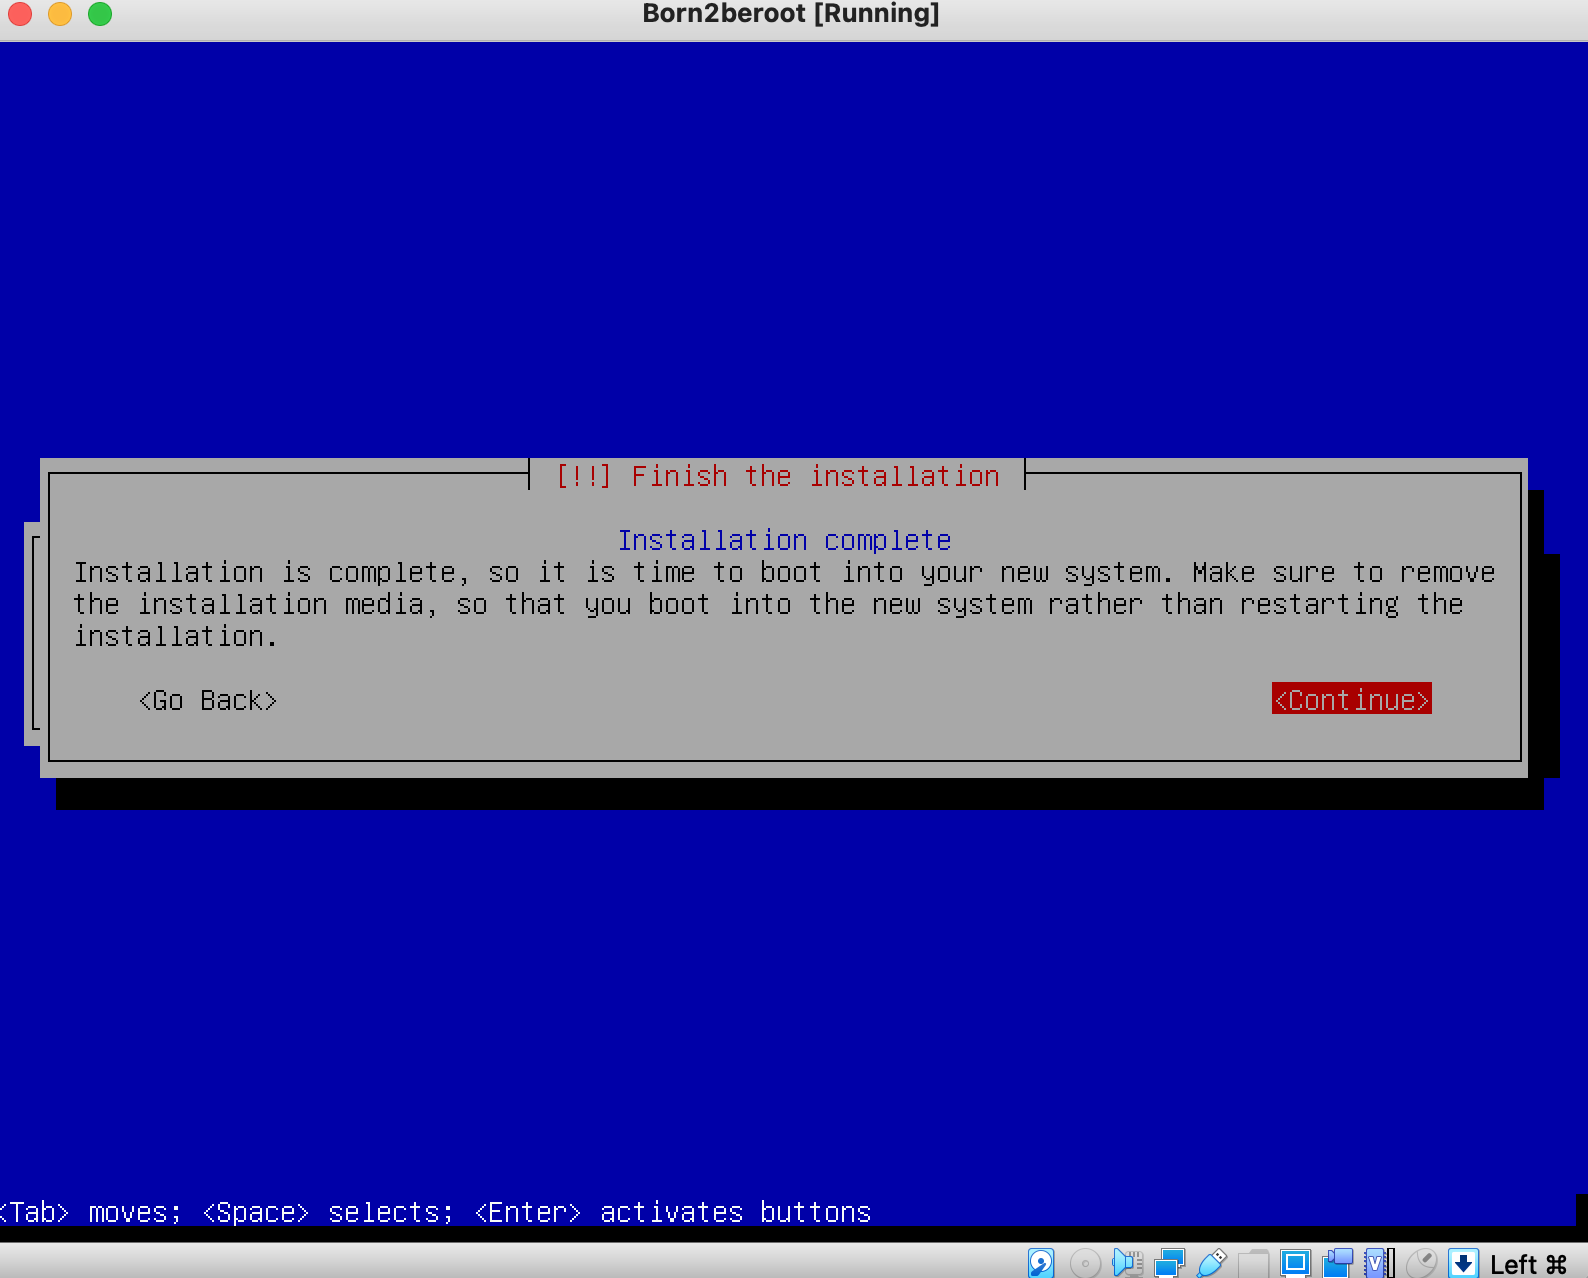 Born2beroot [Running]
[!!] Finish the installation
Installation complete
Installation is complete, so it is time to boot into your new system. Make sure to remove
the installation media, so that you boot into the new system rather than restarting the
installation.
<Go Back> <Continue>
<Tab> moves; <Space> selects; <Enter> activates buttons
Left ⌘